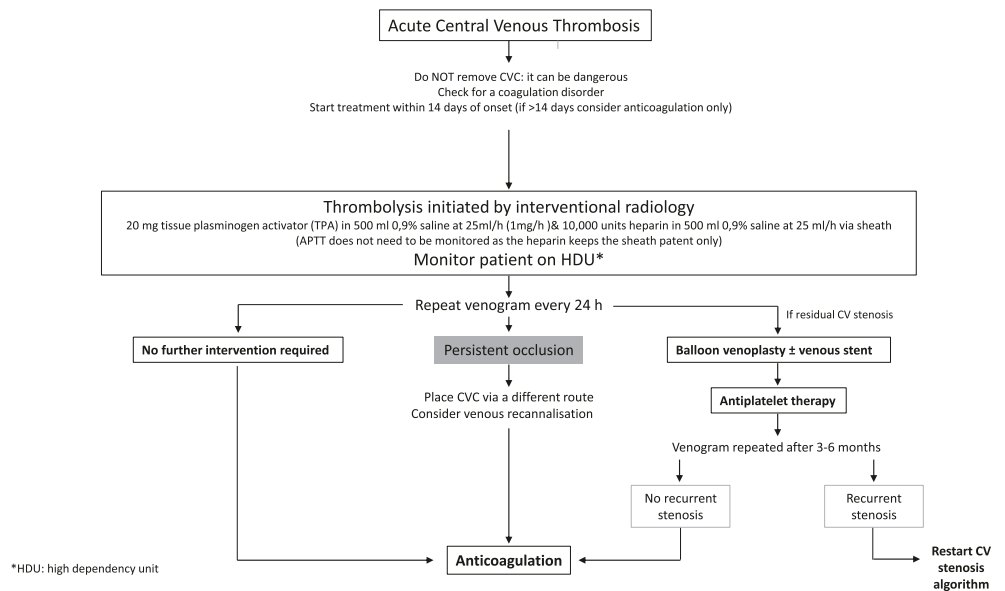 Acute Central Venous Thrombosis
Do NOT remove CVC: it can be dangerous
Check for a coagulation disorder
Start treatment within 14 days of onset (if >14 days consider anticoagulation only)
Thrombolysis initiated by interventional radiology
20 mg tissue plasminogen activator (TPA) in 500 ml 0,9% saline at 25ml/h (1mg/h )& 10,000 units heparin in 500 ml 0,9% saline at 25 ml/h via sheath
(APTT does not need to be monitored as the heparin keeps the sheath patent only)
Monitor patient on HDU*
Repeat venogram every 24 h
If residual CV stenosis
No further intervention required
Persistent occlusion
Balloon venoplasty ± venous stent
Place CVC via a different route
Consider venous recannalisation
Antiplatelet therapy
Venogram repeated after 3-6 months
No recurrent
stenosis
Recurrent
stenosis
Anticoagulation
Restart CV
stenosis
algorithm
*HDU: high dependency unit